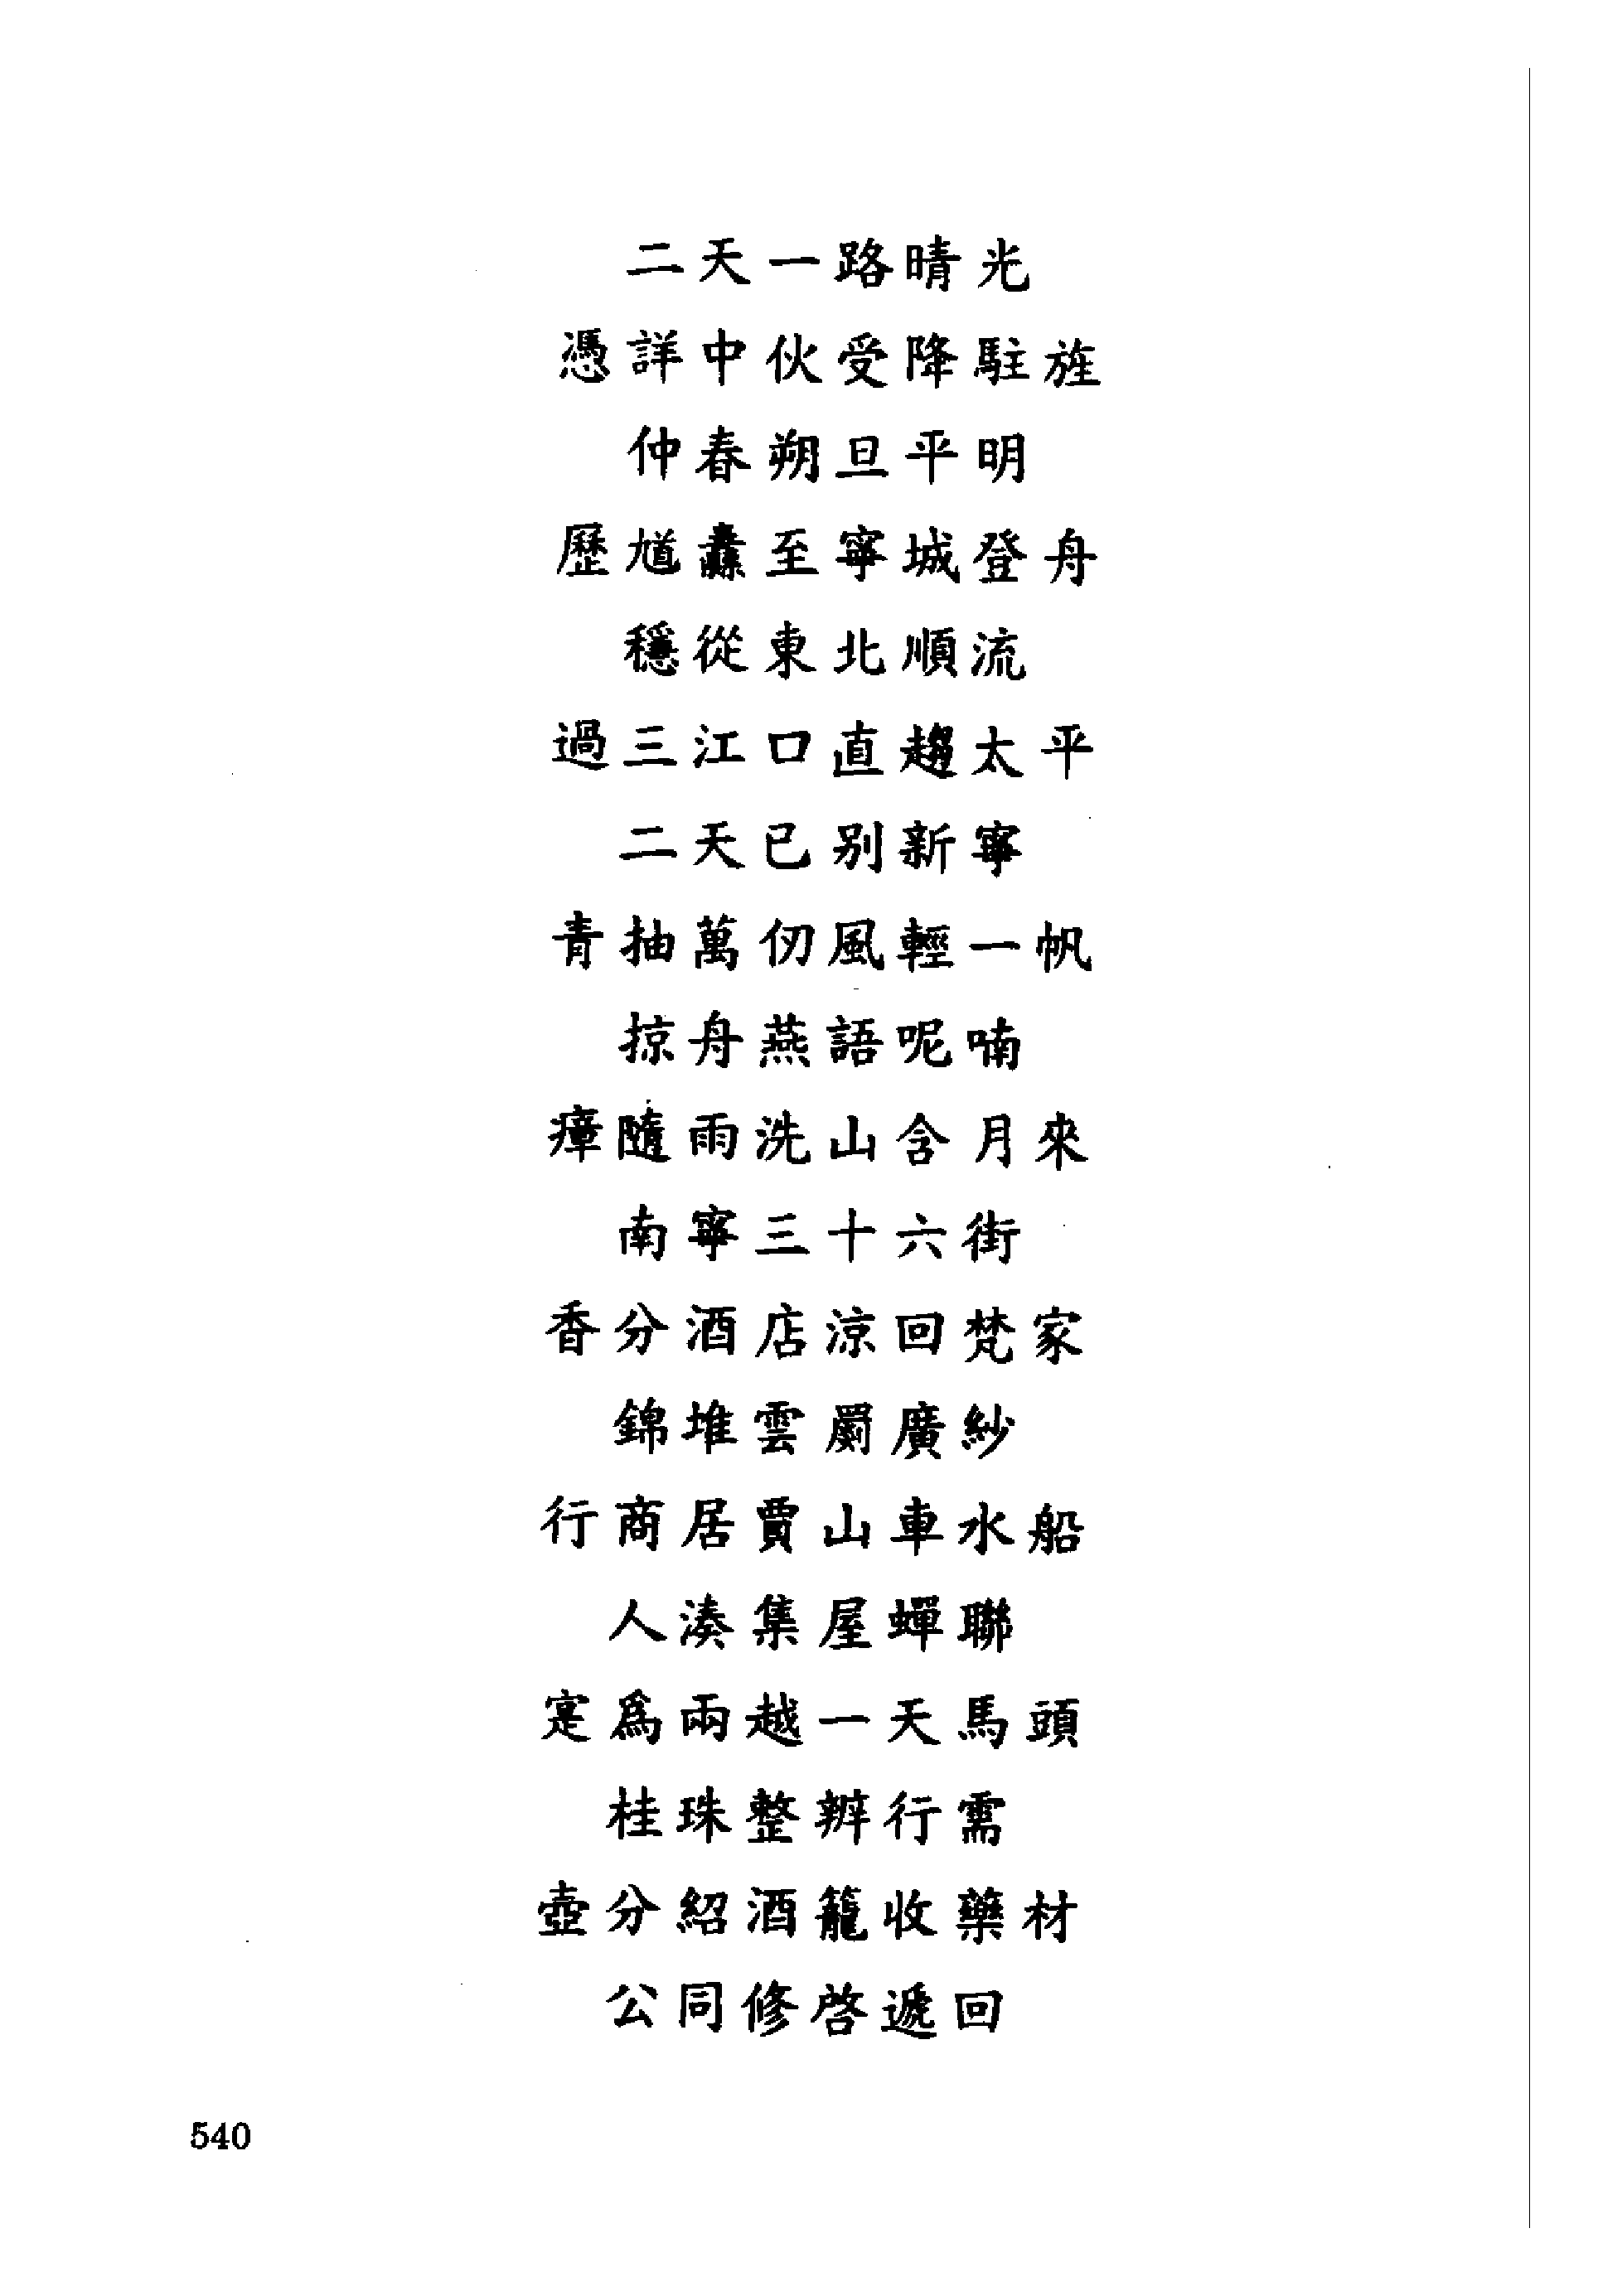 二天一路晴光
憑詳中伙受降駐旌
仲春朔旦平明
歷馗纛至寧城登舟
穩從東北順流
過三江口直趨太平
二天已别新寧
青抽萬仞風輕一帆
掠舟燕語呢喃
瘴隨雨洗山含月來
南寧三十六街
香分酒店涼回梵家
錦堆雲罽廣紗
行商居賈山車水船
人湊集屋蟬聯
寔爲兩越一天馬頭
桂珠整辦行需
壺分紹酒籠收藥材
公同修啓遞回
540